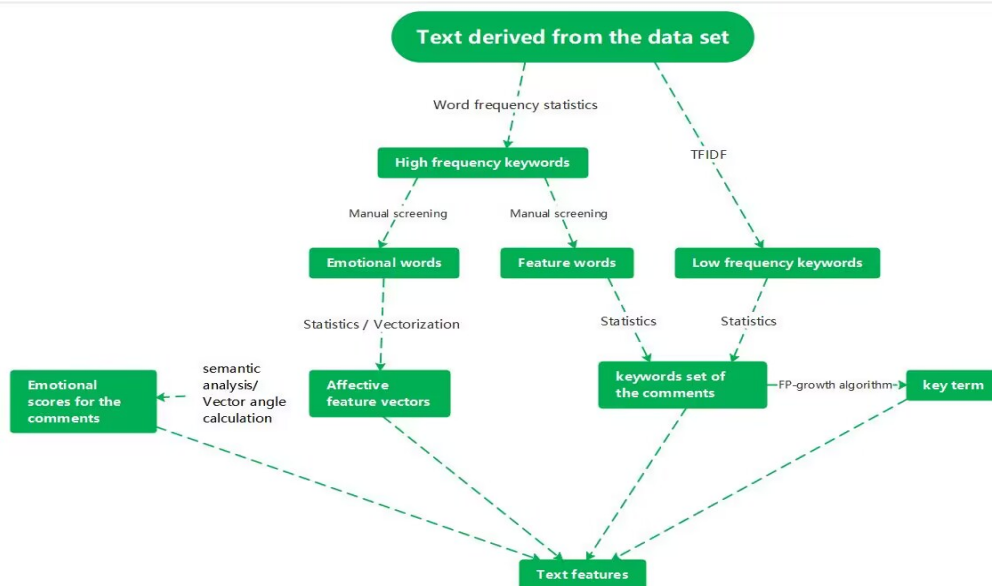 Text derived from the data set
Word frequency statistics
TFIDF
High frequency keywords
Manual screening
Manual screening
Emotional words
Feature words
Low frequency keywords
Statistics / Vectorization
Statistics
Statistics
Emotional
scores for the
comments
semantic
analysis/
Vector angle
calculation
Affective
feature vectors
keywords set of
the comments
FP-growth algorithm
key term
Text features